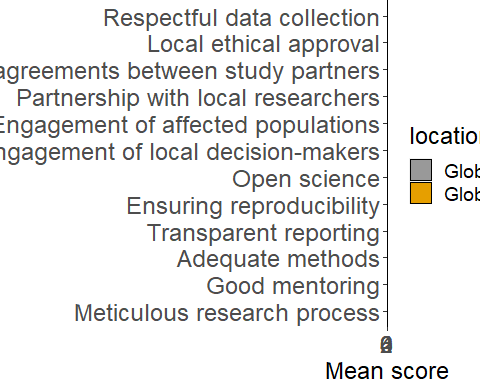 Respectful data collection
Local ethical approval
agreements between study partners
Partnership with local researchers
Engagement of affected populations
ngagement of local decision-makers
location
Open science
Glob
Ensuring reproducibility
Glob
Transparent reporting
Adequate methods
Good mentoring
Meticulous research process
Mean score